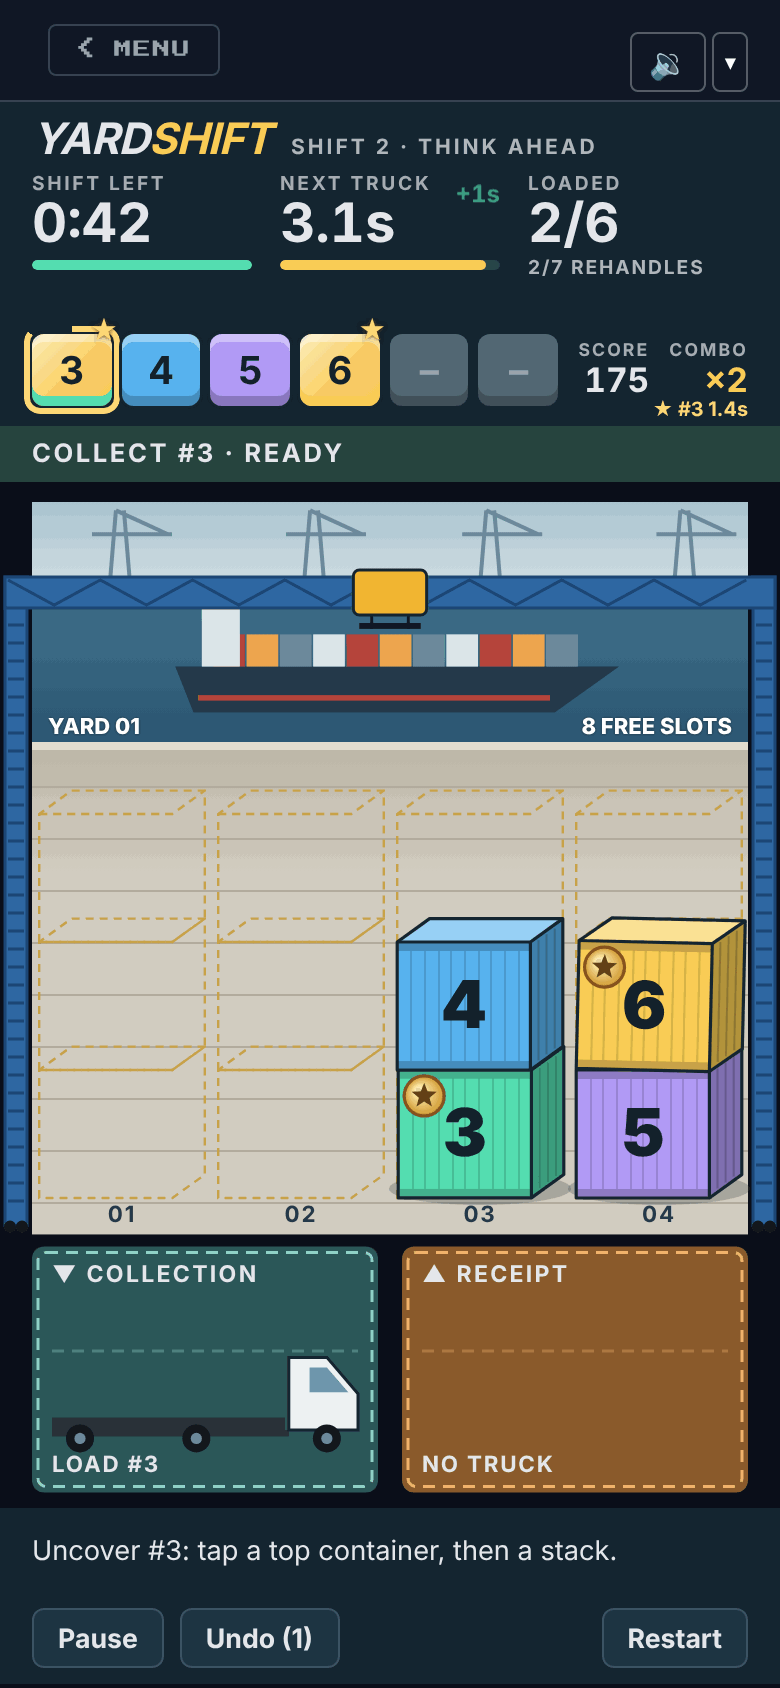 MENU
YARDSHIFT SHIFT 2 · THINK AHEAD
SHIFT LEFT NEXT TRUCK +1s LOADED
0:42 3.1s 2/6
2/7 REHANDLES
3 4 5 6 – –
SCORE COMBO
175 ×2
★ #3 1.4s
COLLECT #3 · READY
YARD 01 8 FREE SLOTS
4 6
3 5
01 02 03 04
▼ COLLECTION ▲ RECEIPT
LOAD #3 NO TRUCK
Uncover #3: tap a top container, then a stack.
Pause Undo (1) Restart